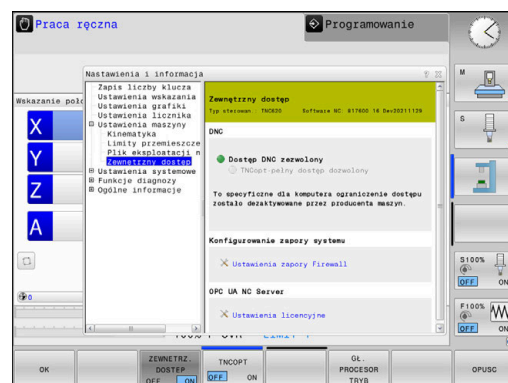 Praca ręczna
Programowanie
Nastawienia i informacja
Wskazanie poło
X
Y
Z
A
0
Zapis liczby klucza
Ustawienia wskazania
Ustawienia grafiki
Ustawienia licznika
Ustawienia maszyny
Kinematyka
Limity przemieszcze
Plik eksploatacji n
Zewnętrzny dostęp
Ustawienia systemowe
Funkcje diagnozy
Ogólne informacje
Zewnętrzny dostęp
Typ sterowan.: TNC620 Software NC: 817600 16 Dev20211129
DNC
Dostęp DNC zezwolony
TNCopt-pełny dostęp dozwolony
To specyficzne dla komputera ograniczenie dostępu
zostało dezaktywowane przez producenta maszyn.
Konfigurowanie zapory systemu
Ustawienia zapory Firewall
OPC UA NC Server
Ustawienia licencyjne
M
S
S100%
OFF ON
F100%
OFF ON
OK
ZEWNETRZ.
DOSTEP
OFF ON
TNCOPT
OFF ON
GŁ.
PROCESOR
TRYB
OPUSC